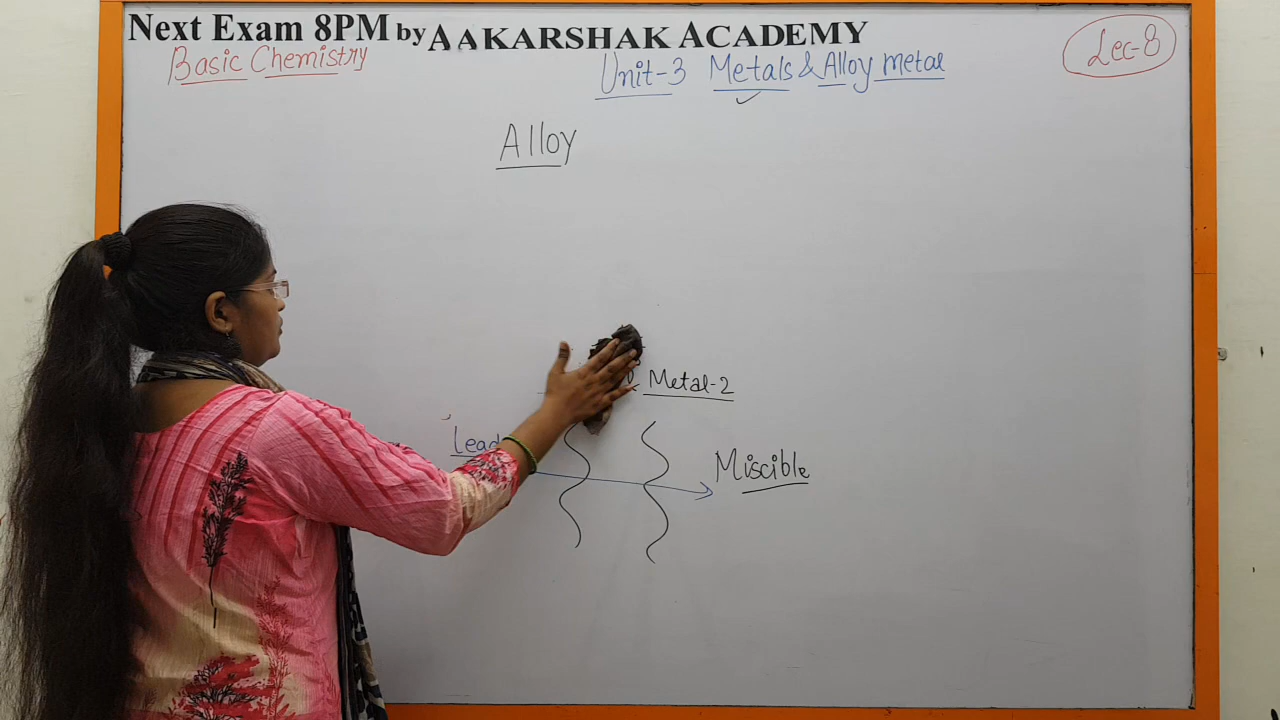 Next Exam 8PM by AAKARSHAK ACADEMY
Basic Chemistry
Unit-3 Metals & Alloy metal
Lec-8
Alloy
Metal-2
Lead
Miscible